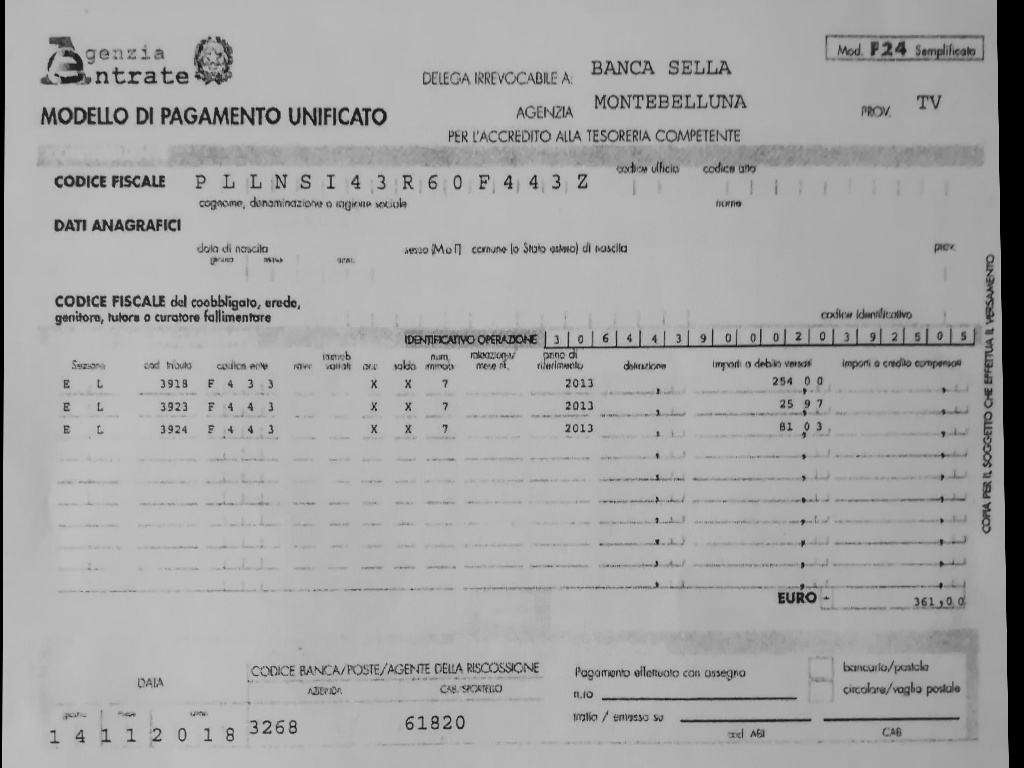 Agenzia Entrate
Mod. F24 Semplificato
DELEGA IRREVOCABILE A: BANCA SELLA
MODELLO DI PAGAMENTO UNIFICATO
AGENZIA MONTEBELLUNA PROV. TV
PER L'ACCREDITO ALLA TESORERIA COMPETENTE
codice ufficio codice atto
CODICE FISCALE P L L N S I 4 3 R 6 0 F 4 4 3 Z
cognome, denominazione o ragione sociale nome
DATI ANAGRAFICI
data di nascita sesso (M o F) comune (o Stato estero) di nascita prov.
giorno mese anno
CODICE FISCALE del coobbligato, erede,
genitore, tutore o curatore fallimentare codice identificativo
IDENTIFICATIVO OPERAZIONE 3 0 6 4 4 3 9 0 0 0 2 0 3 9 2 5 0 5
Sezione cod. tributo codice ente ravv. immob. variati acc. saldo num. immob. rateazione/mese rif. anno di riferimento detrazione importi a debito versati importi a credito compensati
E L 3918 F 4 3 3 X X 7 2013 254 0 0
E L 3923 F 4 4 3 X X 7 2013 25 , 9 7
E L 3924 F 4 4 3 X X 7 2013 81 , 0 3
EURO + 361,00
COPIA PER IL SOGGETTO CHE EFFETTUA IL VERSAMENTO
DATA
CODICE BANCA/POSTE/AGENTE DELLA RISCOSSIONE
AZIENDA CAB/SPORTELLO
giorno mese anno
1 4 1 1 2 0 1 8 3268 61820
Pagamento effettuato con assegno bancario/postale
n.ro circolare/vaglia postale
tratto / emesso su
cod. ABI CAB